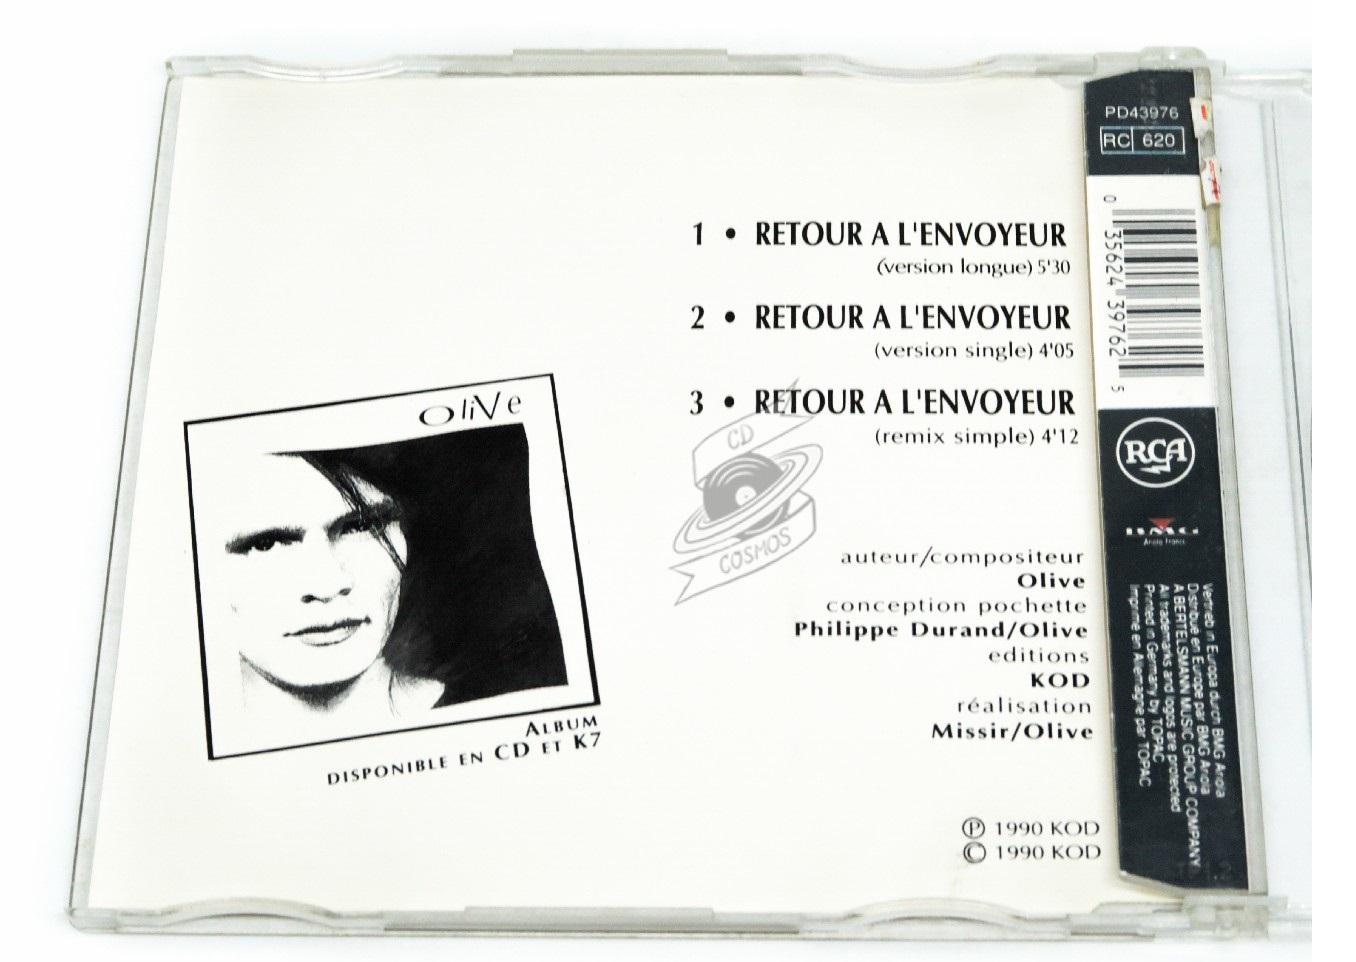 PD43976
RC 620
0 35624 39762 5
1 • RETOUR A L'ENVOYEUR
(version longue) 5'30
2 • RETOUR A L'ENVOYEUR
(version single) 4'05
3 • RETOUR A L'ENVOYEUR
(remix simple) 4'12
CD
COSMOS
OliVe
ALBUM
DISPONIBLE EN CD ET K7
auteur/compositeur
Olive
conception pochette
Philippe Durand/Olive
editions
KOD
réalisation
Missir/Olive
℗ 1990 KOD
© 1990 KOD
RCA
BMG
Ariola France
Vertrieb in Europa durch BMG Ariola
Distribué en Europe par BMG Ariola
A BERTELSMANN MUSIC GROUP COMPANY
All trademarks and logos are protected
Printed in Germany by TOPAC
Imprimé en Allemagne par TOPAC